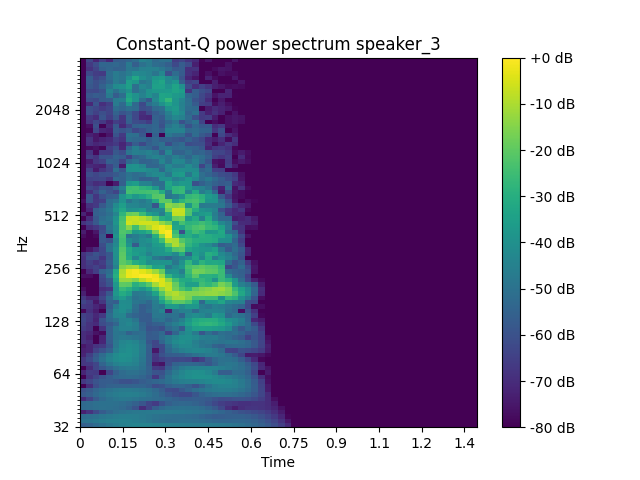 Constant-Q power spectrum speaker_3
+0 dB
-10 dB
-20 dB
-30 dB
-40 dB
-50 dB
-60 dB
-70 dB
-80 dB
Hz
2048
1024
512
256
128
64
32
0 0.15 0.3 0.45 0.6 0.75 0.9 1.1 1.2 1.4
Time